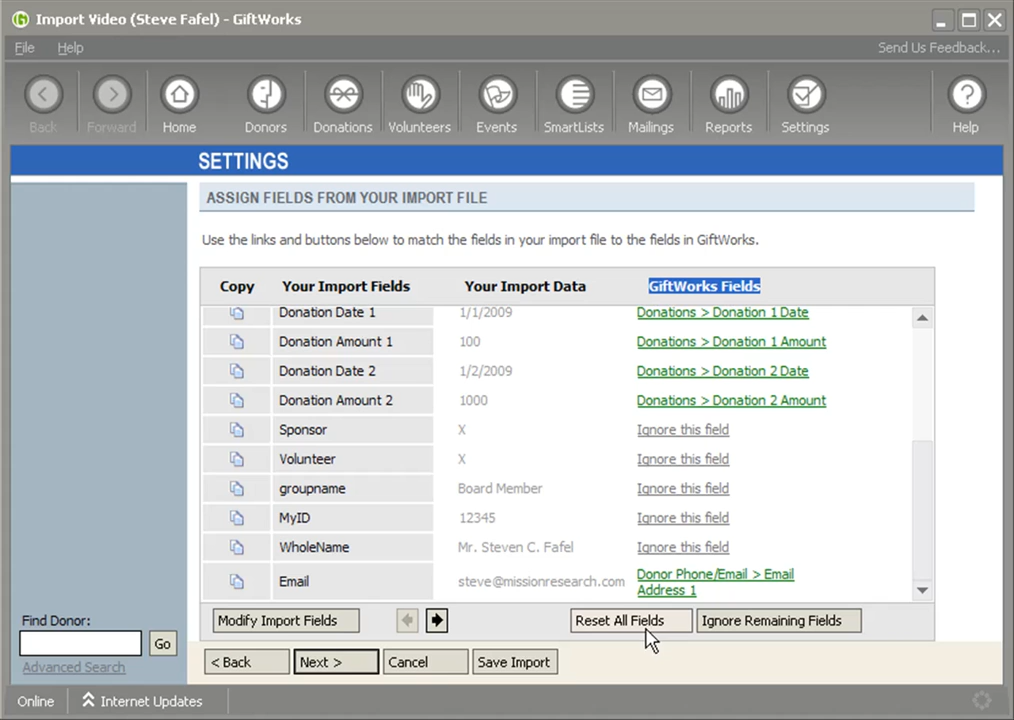 Import Video (Steve Fafel) - GiftWorks
File Help Send Us Feedback...
Back Forward Home Donors Donations Volunteers Events SmartLists Mailings Reports Settings Help
SETTINGS
ASSIGN FIELDS FROM YOUR IMPORT FILE
Use the links and buttons below to match the fields in your import file to the fields in GiftWorks.
Copy Your Import Fields Your Import Data GiftWorks Fields
Donation Date 1 1/1/2009 Donations > Donation 1 Date
Donation Amount 1 100 Donations > Donation 1 Amount
Donation Date 2 1/2/2009 Donations > Donation 2 Date
Donation Amount 2 1000 Donations > Donation 2 Amount
Sponsor X Ignore this field
Volunteer X Ignore this field
groupname Board Member Ignore this field
MyID 12345 Ignore this field
WholeName Mr. Steven C. Fafel Ignore this field
Email steve@missionresearch.com Donor Phone/Email > Email
Address 1
Modify Import Fields Reset All Fields Ignore Remaining Fields
Find Donor:
Go
Advanced Search
< Back Next > Cancel Save Import
Online Internet Updates